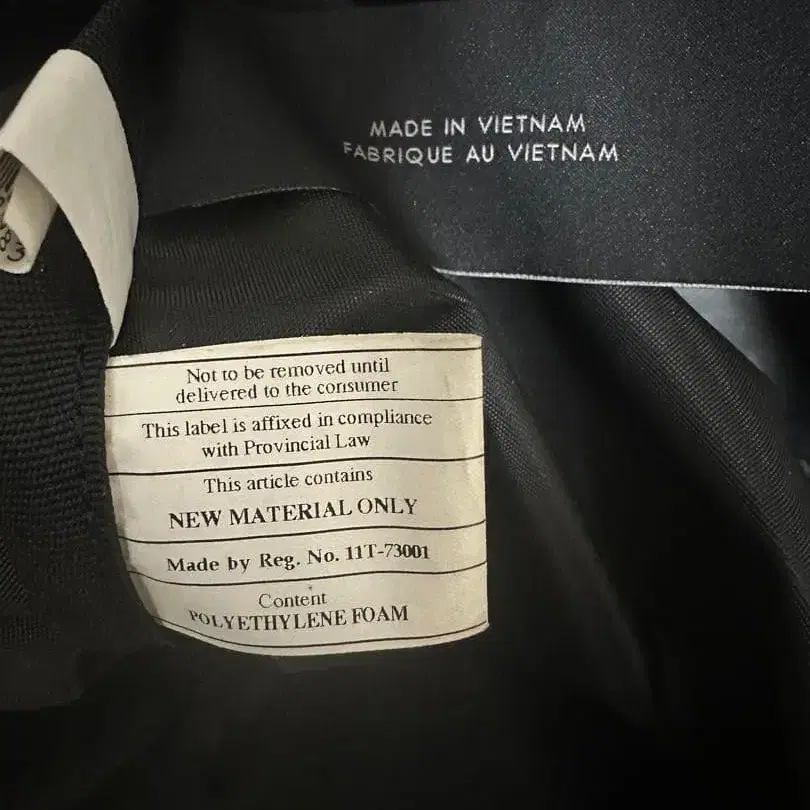 MADE IN VIETNAM
FABRIQUE AU VIETNAM
Not to be removed until
delivered to the consumer
This label is affixed in compliance
with Provincial Law
This article contains
NEW MATERIAL ONLY
Made by Reg. No. 11T-73001
Content
POLYETHYLENE FOAM